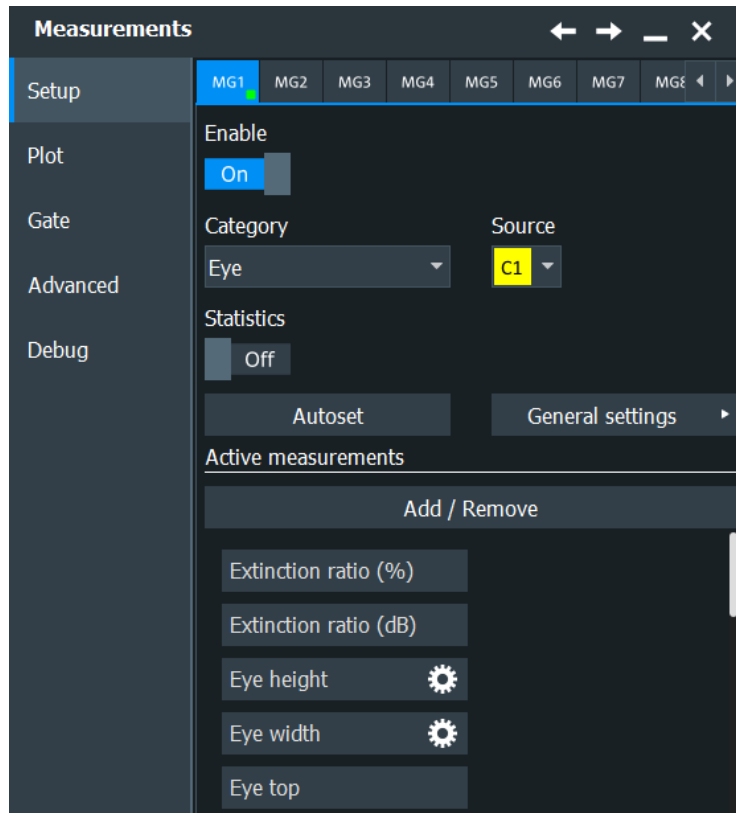 Measurements
Setup
Plot
Gate
Advanced
Debug
MG1 MG2 MG3 MG4 MG5 MG6 MG7 MG8
Enable
On
Category Source
Eye C1
Statistics
Off
Autoset General settings
Active measurements
Add / Remove
Extinction ratio (%)
Extinction ratio (dB)
Eye height
Eye width
Eye top